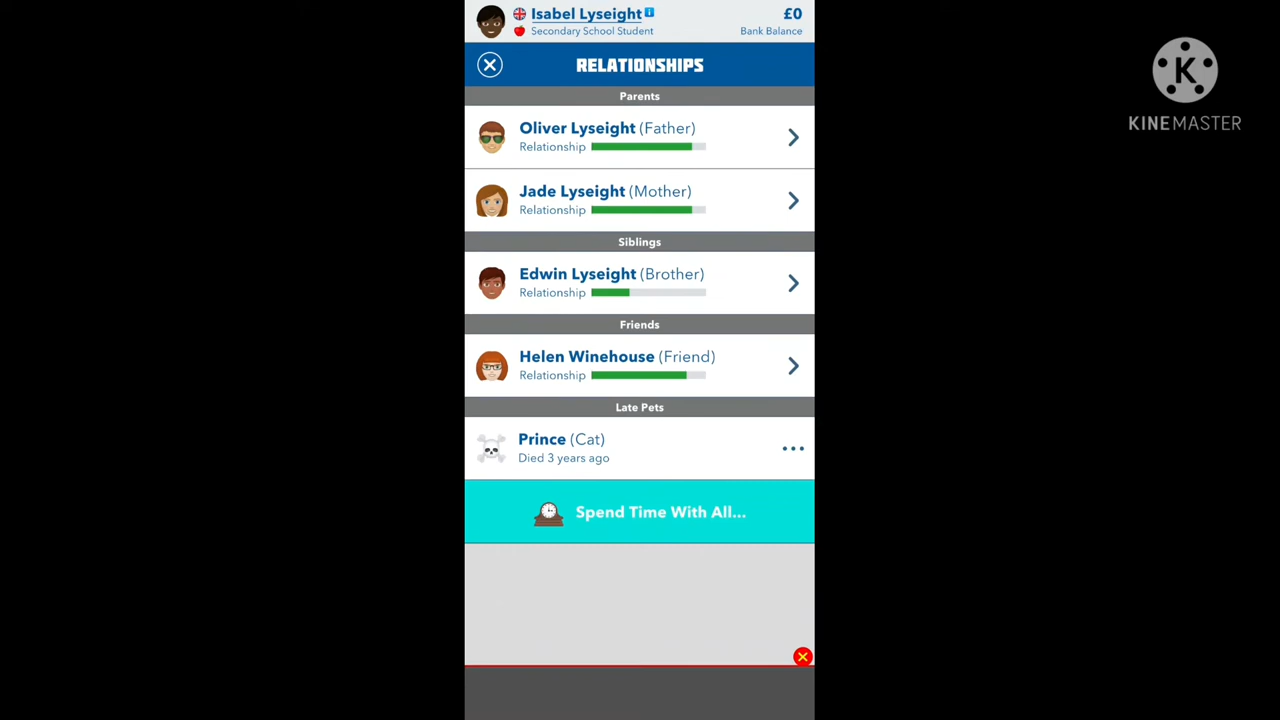 Isabel Lyseight
£0
Secondary School Student
Bank Balance
RELATIONSHIPS
Parents
Oliver Lyseight (Father)
Relationship
Jade Lyseight (Mother)
Relationship
Siblings
Edwin Lyseight (Brother)
Relationship
Friends
Helen Winehouse (Friend)
Relationship
Late Pets
Prince (Cat)
Died 3 years ago
Spend Time With All...
K
KINEMASTER